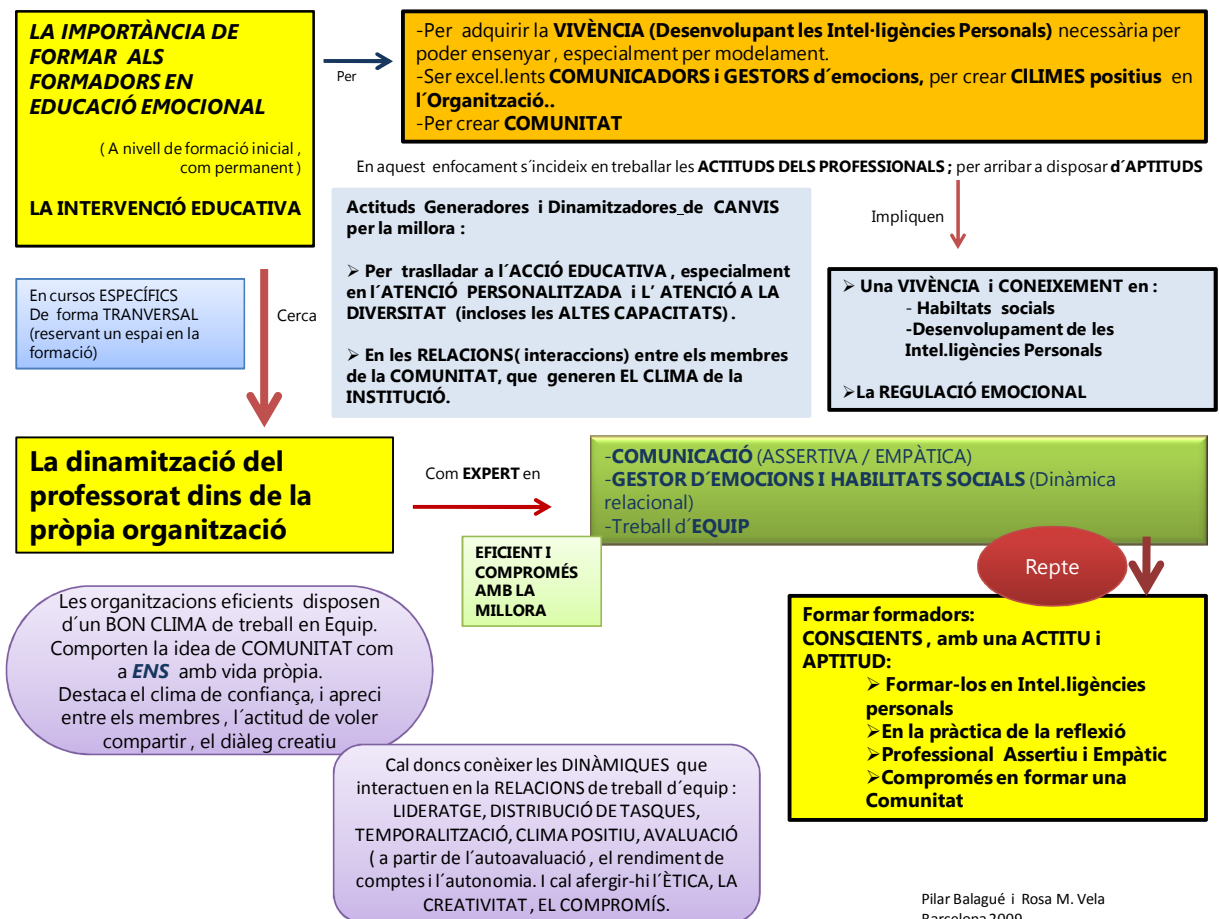 LA IMPORTÀNCIA DE
FORMAR ALS
FORMADORS EN
EDUCACIÓ EMOCIONAL
( A nivell de formació inicial ,
com permanent )
LA INTERVENCIÓ EDUCATIVA
Per
-Per adquirir la VIVÈNCIA (Desenvolupant les Intel·ligències Personals) necessària per
poder ensenyar , especialment per modelament.
-Ser excel.lents COMUNICADORS i GESTORS d´emocions, per crear ClLIMES positius en
l´Organització..
-Per crear COMUNITAT
En aquest enfocament s´incideix en treballar les ACTITUDS DELS PROFESSIONALS ; per arribar a disposar d´APTITUDS
Impliquen
Actituds Generadores i Dinamitzadores_de CANVIS
per la millora :
➢ Per traslladar a l´ACCIÓ EDUCATIVA , especialment
en l´ATENCIÓ PERSONALITZADA i L’ ATENCIÓ A LA
DIVERSITAT (incloses les ALTES CAPACITATS) .
➢ En les RELACIONS( interaccions) entre els membres
de la COMUNITAT, que generen EL CLIMA de la
INSTITUCIÓ.
➢ Una VIVÈNCIA i CONEIXEMENT en :
- Habiltats socials
-Desenvolupament de les
Intel.ligències Personals
➢La REGULACIÓ EMOCIONAL
En cursos ESPECÍFICS
De forma TRANVERSAL
(reservant un espai en la
formació)
Cerca
La dinamització del
professorat dins de la
pròpia organització
Com EXPERT en
-COMUNICACIÓ (ASSERTIVA / EMPÀTICA)
-GESTOR D´EMOCIONS I HABILITATS SOCIALS (Dinàmica
relacional)
-Treball d´EQUIP
EFICIENT I
COMPROMÉS
AMB LA
MILLORA
Repte
Formar formadors:
CONSCIENTS , amb una ACTITU i
APTITUD:
➢ Formar-los en Intel.ligències
personals
➢En la pràctica de la reflexió
➢Professional Assertiu i Empàtic
➢Compromés en formar una
Comunitat
Les organitzacions eficients disposen
d´un BON CLIMA de treball en Equip.
Comporten la idea de COMUNITAT com
a ENS amb vida pròpia.
Destaca el clima de confiança, i apreci
entre els membres , l´actitud de voler
compartir , el diàleg creatiu
Cal doncs conèixer les DINÀMIQUES que
interactuen en la RELACIONS de treball d´equip :
LIDERATGE, DISTRIBUCIÓ DE TASQUES,
TEMPORALITZACIÓ, CLIMA POSITIU, AVALUACIÓ
( a partir de l´autoavaluació , el rendiment de
comptes i l´autonomia. I cal afergir-hi l´ÈTICA, LA
CREATIVITAT , EL COMPROMÍS.
Pilar Balagué i Rosa M. Vela
Barcelona 2009